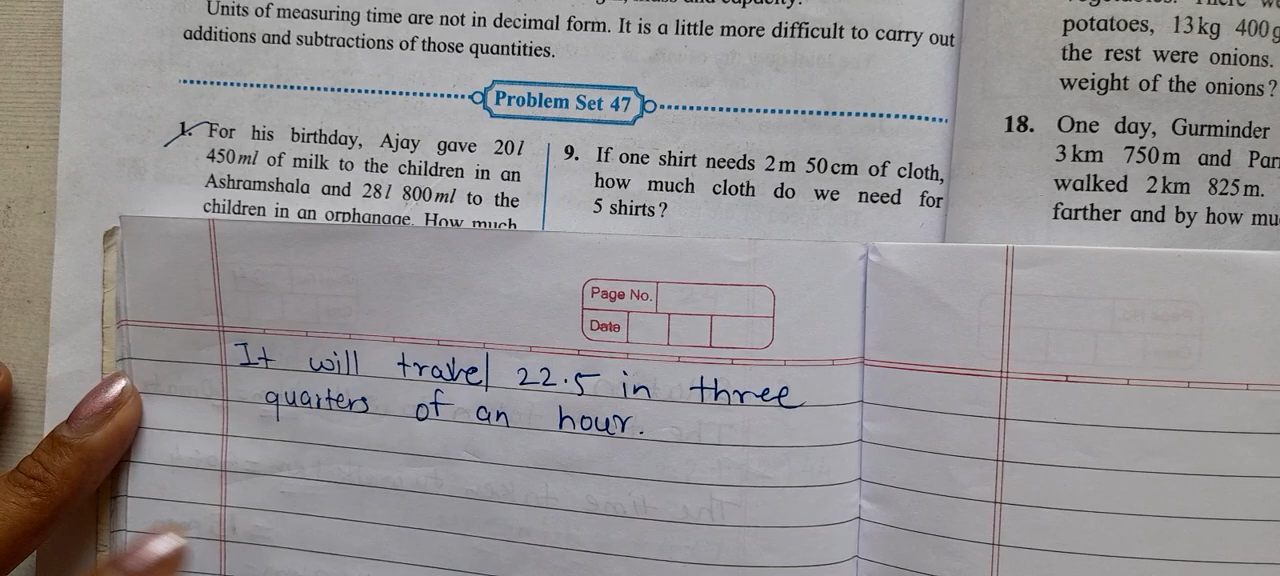 Units of measuring time are not in decimal form. It is a little more difficult to carry out
additions and subtractions of those quantities.
Problem Set 47
1. For his birthday, Ajay gave 20l
450ml of milk to the children in an
Ashramshala and 28l 800ml to the
children in an orphanage. How much
9. If one shirt needs 2m 50cm of cloth,
how much cloth do we need for
5 shirts?
potatoes, 13kg 400g
the rest were onions.
weight of the onions?
18. One day, Gurminder
3km 750m and
walked 2km 825m.
farther and by how
Page No.
Date
It will travel 22.5 in three
quarters of an hour.